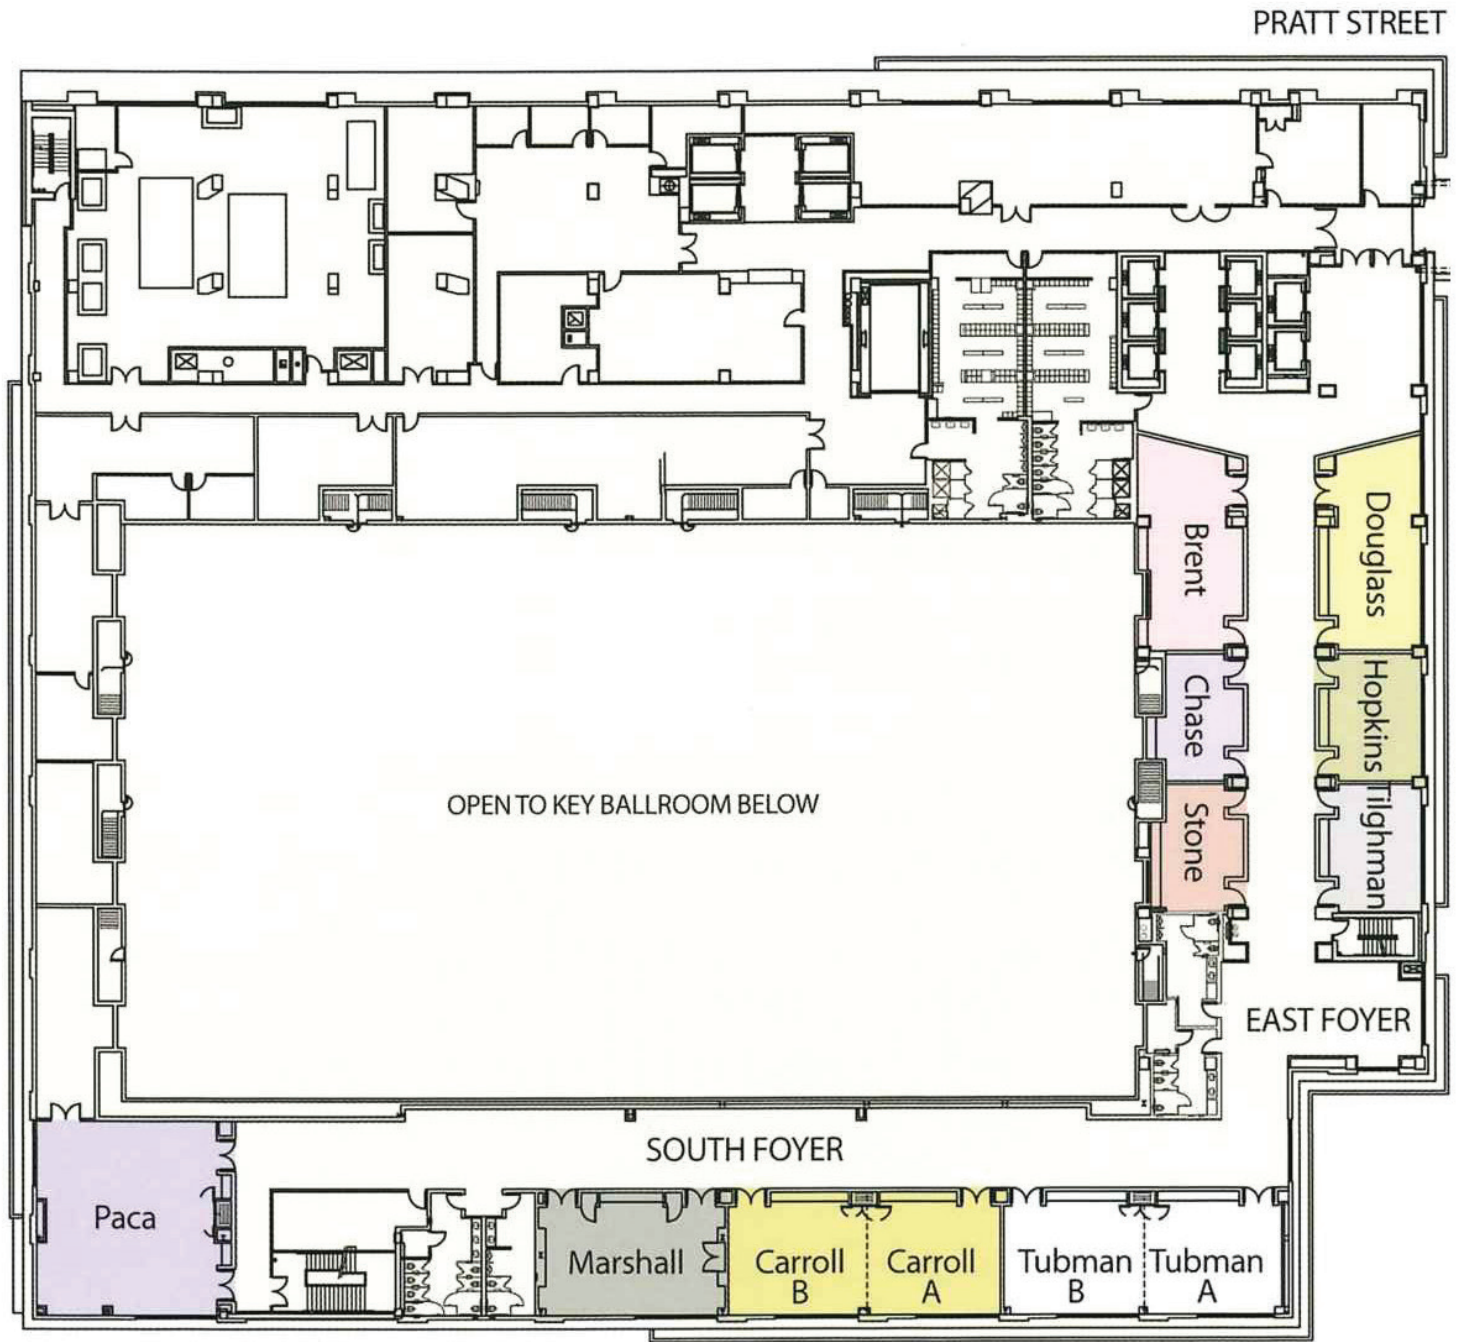 PRATT STREET
Brent
Douglass
Chase
Hopkins
Stone
Tilghman
OPEN TO KEY BALLROOM BELOW
EAST FOYER
SOUTH FOYER
Paca
Marshall
Carroll
B
Carroll
A
Tubman
B
Tubman
A